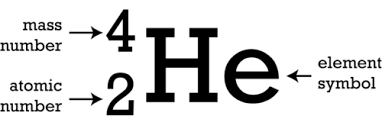 mass
number
4
He
atomic
number
2
element
symbol